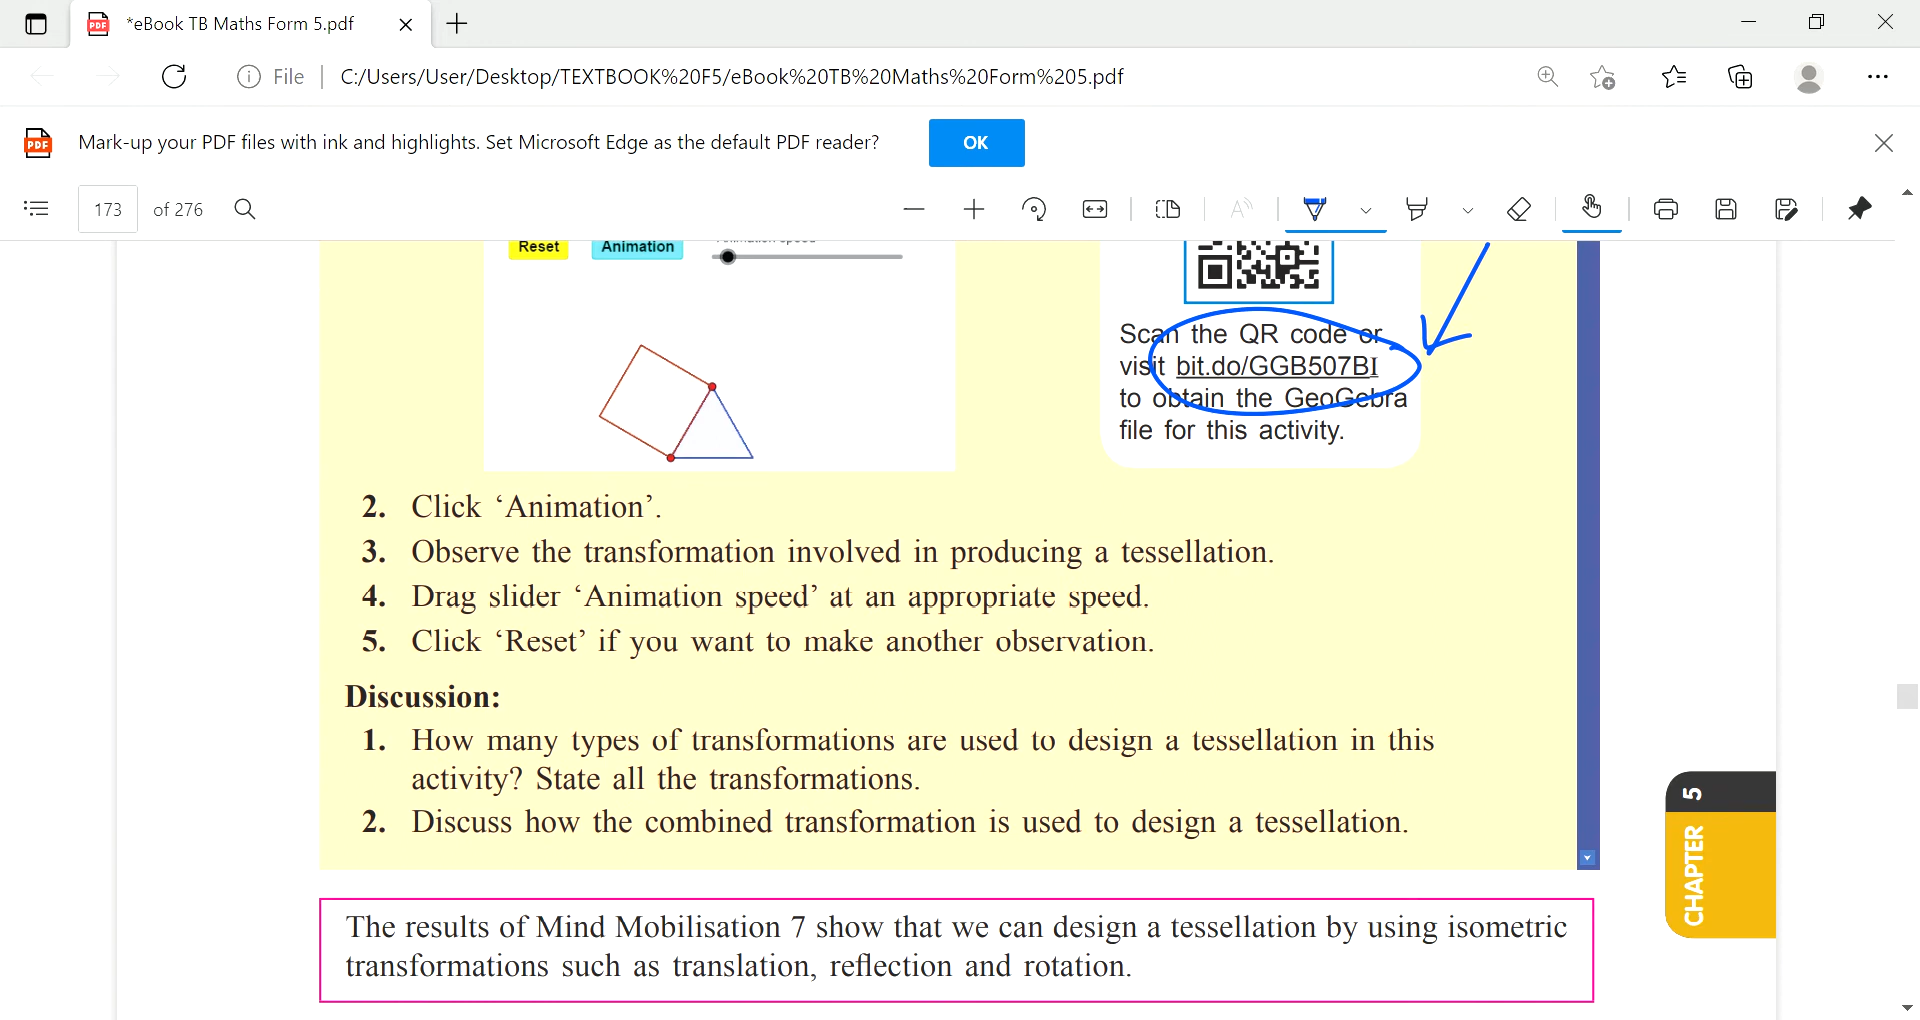 *eBook TB Maths Form 5.pdf
File C:/Users/User/Desktop/TEXTBOOK%20F5/eBook%20TB%20Maths%20Form%205.pdf
PDF Mark-up your PDF files with ink and highlights. Set Microsoft Edge as the default PDF reader? OK
173 of 276
Reset Animation
Scan the QR code or
visit bit.do/GGB507BI
to obtain the GeoGebra
file for this activity.
2. Click ‘Animation’.
3. Observe the transformation involved in producing a tessellation.
4. Drag slider ‘Animation speed’ at an appropriate speed.
5. Click ‘Reset’ if you want to make another observation.
Discussion:
1. How many types of transformations are used to design a tessellation in this
activity? State all the transformations.
2. Discuss how the combined transformation is used to design a tessellation.
CHAPTER 5
The results of Mind Mobilisation 7 show that we can design a tessellation by using isometric
transformations such as translation, reflection and rotation.